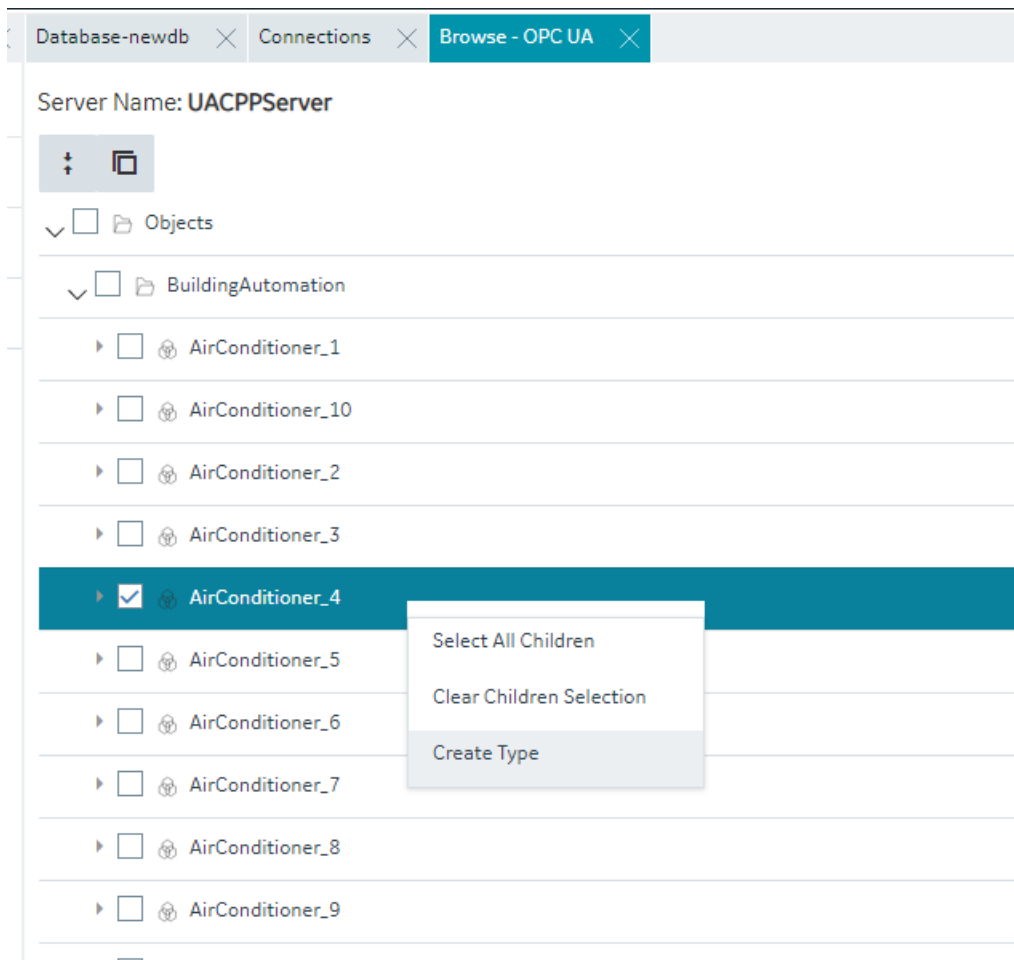 Database-newdb Connections Browse - OPC UA
Server Name: UACPPServer
Objects
BuildingAutomation
AirConditioner_1
AirConditioner_10
AirConditioner_2
AirConditioner_3
AirConditioner_4
Select All Children
AirConditioner_5
Clear Children Selection
AirConditioner_6
Create Type
AirConditioner_7
AirConditioner_8
AirConditioner_9